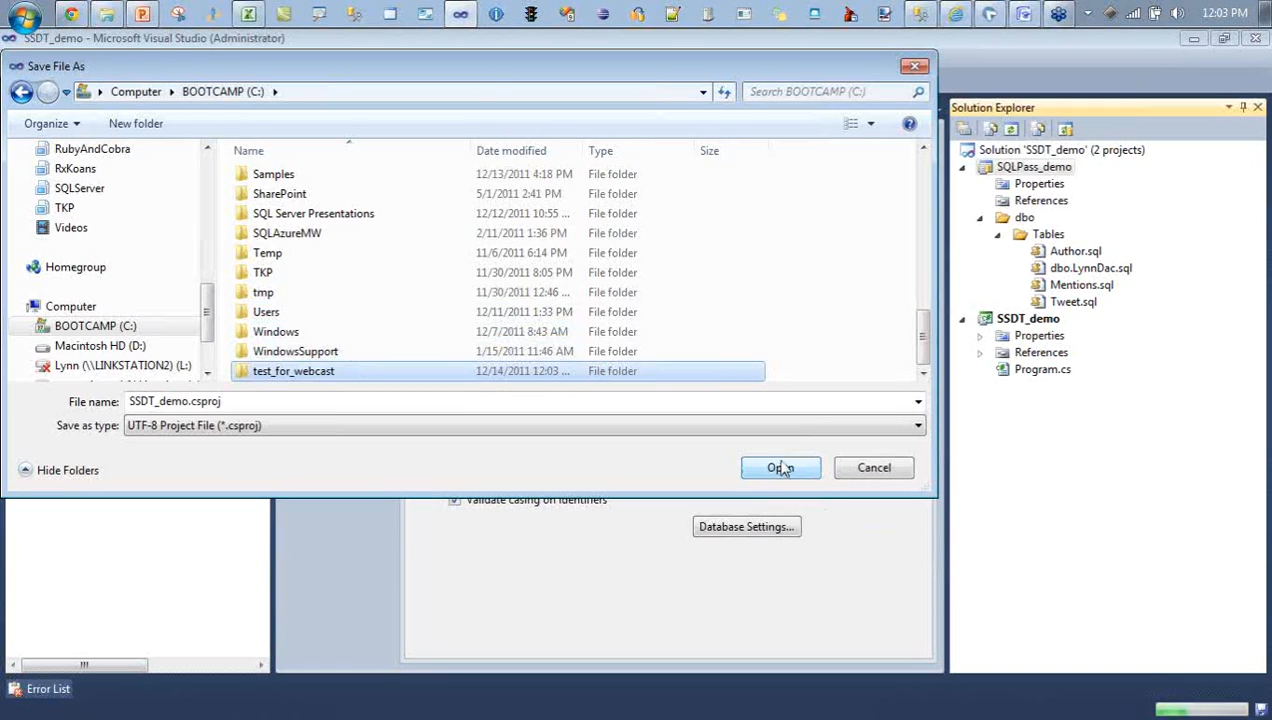 12:03 PM
SSDT_demo - Microsoft Visual Studio (Administrator)
Save File As
Computer BOOTCAMP (C:)
Search BOOTCAMP (C:)
Organize New folder
Name Date modified Type Size
RubyAndCobra
RxKoans
SQLServer
TKP
Videos
Homegroup
Computer
BOOTCAMP (C:)
Macintosh HD (D:)
Lynn (\\LINKSTATION2) (L:)
Samples 12/13/2011 4:18 PM File folder
SharePoint 5/1/2011 2:41 PM File folder
SQL Server Presentations 12/12/2011 10:55 ... File folder
SQLAzureMW 2/11/2011 1:36 PM File folder
Temp 11/6/2011 6:14 PM File folder
TKP 11/30/2011 8:05 PM File folder
tmp 11/30/2011 12:46 ... File folder
Users 12/11/2011 1:33 PM File folder
Windows 12/7/2011 8:43 AM File folder
WindowsSupport 1/15/2011 11:46 AM File folder
test_for_webcast 12/14/2011 12:03 ... File folder
File name: SSDT_demo.csproj
Save as type: UTF-8 Project File (*.csproj)
Hide Folders
Open Cancel
Validate casing on identifiers
Database Settings...
Solution Explorer
Solution 'SSDT_demo' (2 projects)
SQLPass_demo
Properties
References
dbo
Tables
Author.sql
dbo.LynnDac.sql
Mentions.sql
Tweet.sql
SSDT_demo
Properties
References
Program.cs
Error List